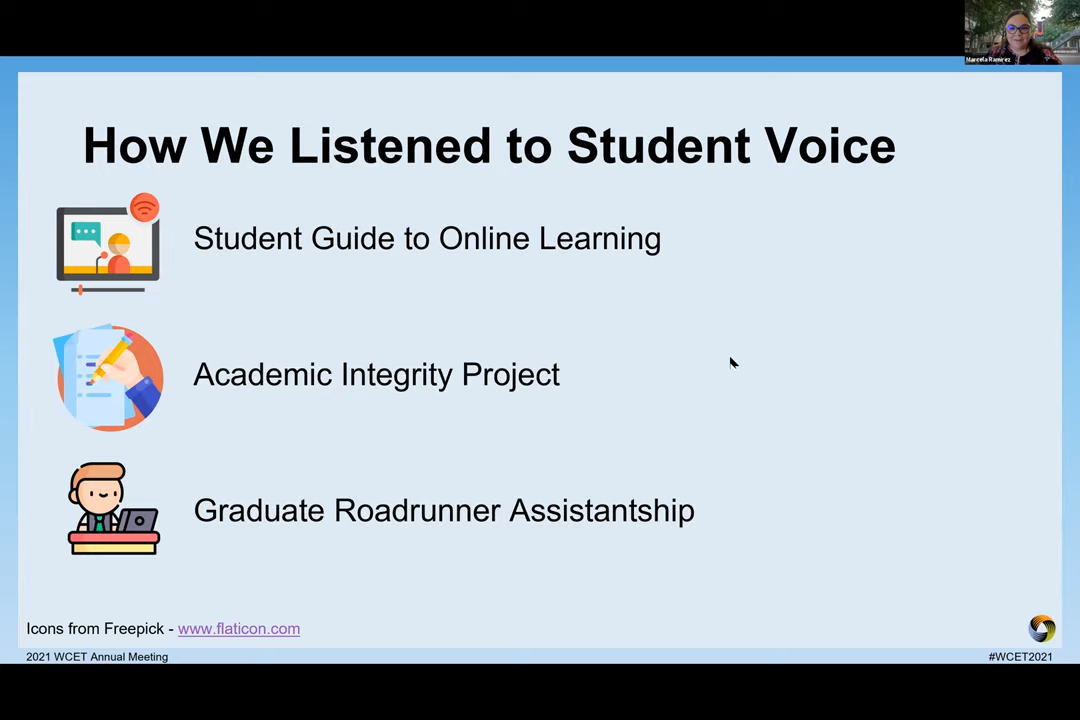 Marcela Ramirez
How We Listened to Student Voice
Student Guide to Online Learning
Academic Integrity Project
Graduate Roadrunner Assistantship
Icons from Freepick - www.flaticon.com
2021 WCET Annual Meeting
#WCET2021